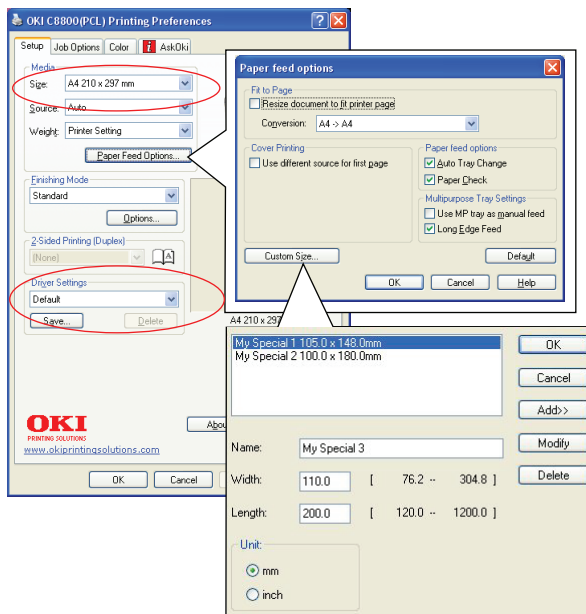 OKI C8800(PCL) Printing Preferences
Setup Job Options Color AskOki
Media
Size: A4 210 x 297 mm
Source: Auto
Weight: Printer Setting
Paper Feed Options...
Finishing Mode
Standard
Options...
2-Sided Printing (Duplex)
(None)
Driver Settings
Default
Save... Delete
A4 210 x 297
OKI
PRINTING SOLUTIONS
www.okiprintingsolutions.com
OK Cancel
Paper feed options
Fit to Page
Resize document to fit printer page
Conversion: A4 -> A4
Cover Printing
Use different source for first page
Paper feed options
Auto Tray Change
Paper Check
Multipurpose Tray Settings
Use MP tray as manual feed
Long Edge Feed
Custom Size... Default
OK Cancel Help
My Special 1 105.0 x 148.0mm
My Special 2 100.0 x 180.0mm
OK
Cancel
Add>>
Modify
Delete
Name: My Special 3
Width: 110.0 [ 76.2 -- 304.8 ]
Length: 200.0 [ 120.0 -- 1200.0 ]
Unit:
mm
inch